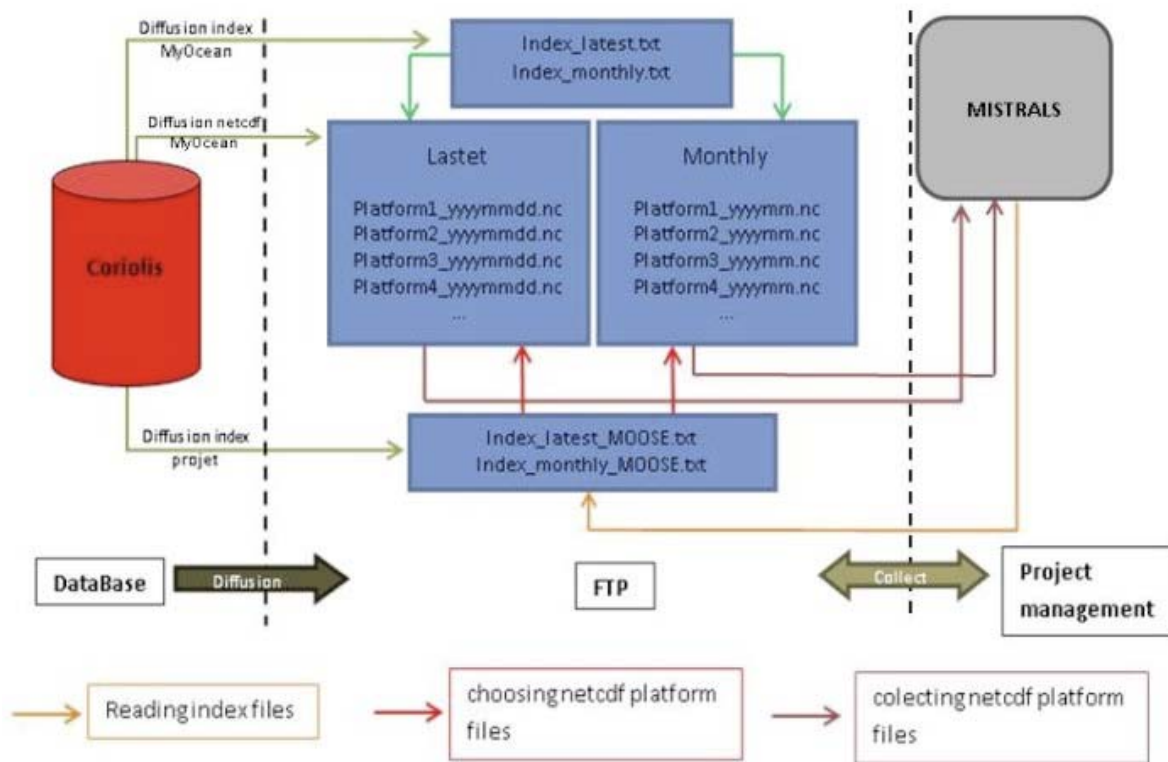 Diffusion index
MyOcean
Index_latest.txt
Index_monthly.txt
MISTRALS
Diffusion netcdf
MyOcean
Lastet
Platform1_yyyymmdd.nc
Platform2_yyyymmdd.nc
Platform3_yyyymmdd.nc
Platform4_yyyymmdd.nc
...
Monthly
Platform1_yyyymm.nc
Platform2_yyyymm.nc
Platform3_yyyymm.nc
Platform4_yyyymm.nc
...
Coriolis
Diffusion index
projet
Index_latest_MOOSE.txt
Index_monthly_MOOSE.txt
DataBase
Diffusion
FTP
Collect
Project
management
Reading index files
choosing netcdf platform
files
colecting netcdf platform
files